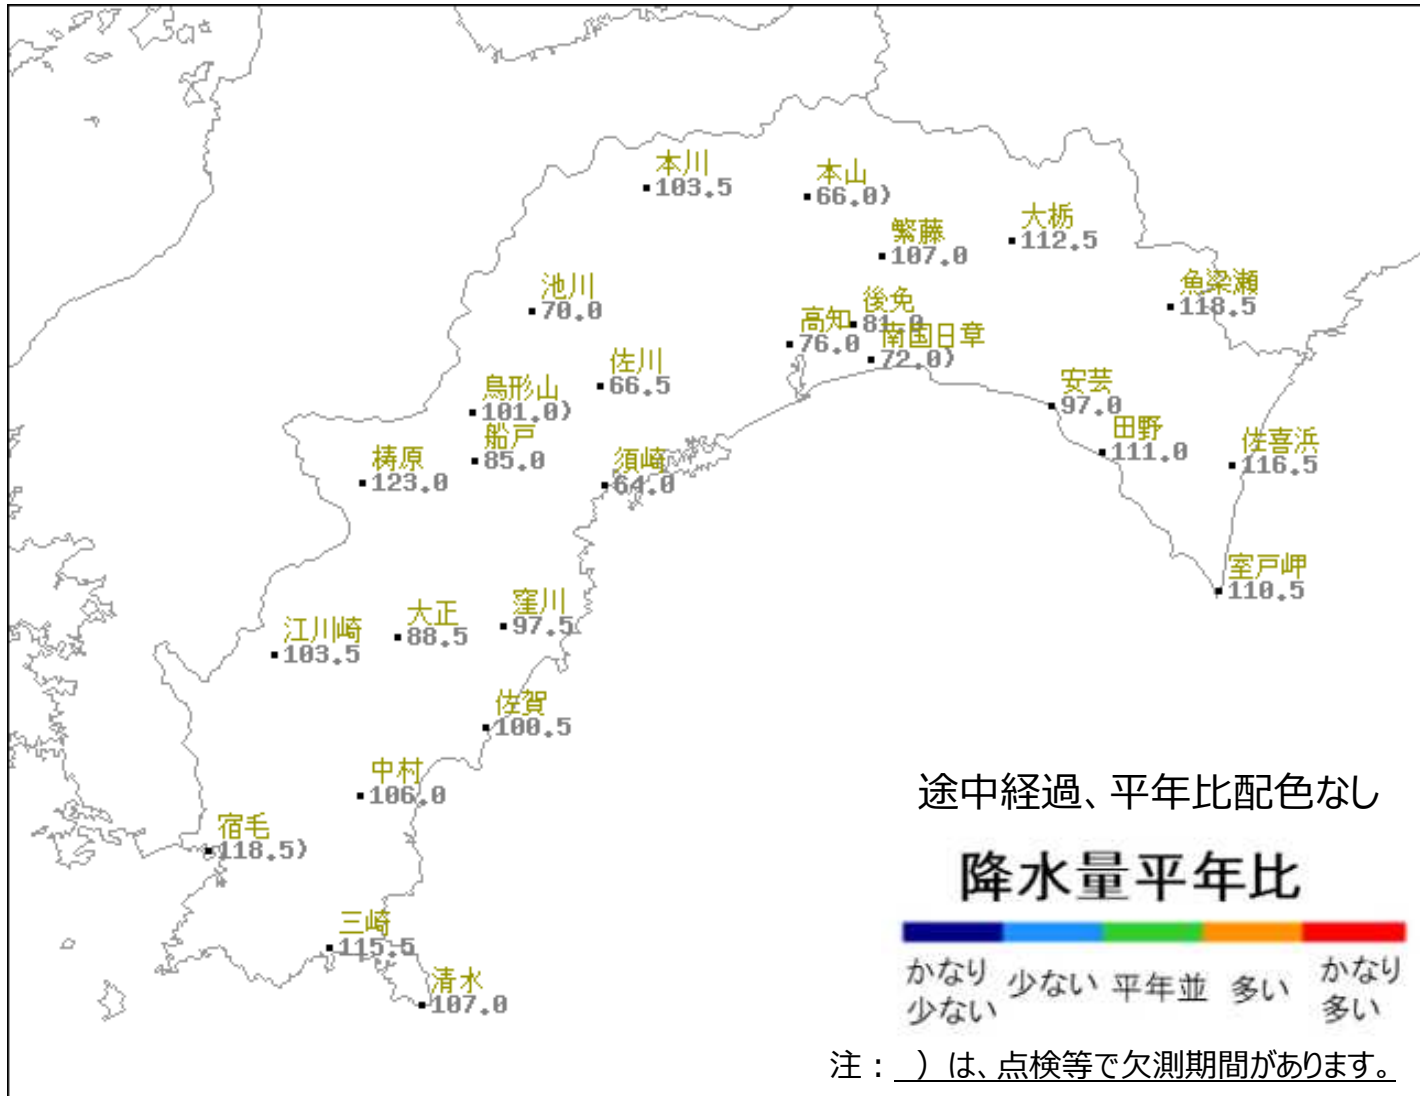 本川
103.5
本山
66.0)
繁藤
107.0
大栃
112.5
魚梁瀬
118.5
池川
70.0
後免
81.0
高知
76.0
南国日章
72.0)
佐川
66.5
安芸
97.0
鳥形山
101.0)
田野
111.0
船戸
85.0
佐喜浜
116.5
梼原
123.0
須崎
64.0
室戸岬
110.5
窪川
97.5
大正
88.5
江川崎
103.5
佐賀
100.5
中村
106.0
宿毛
118.5)
三崎
115.5
清水
107.0
途中経過、平年比配色なし
降水量平年比
かなり少ない
少ない
平年並
多い
かなり多い
注： ）は、点検等で欠測期間があります。